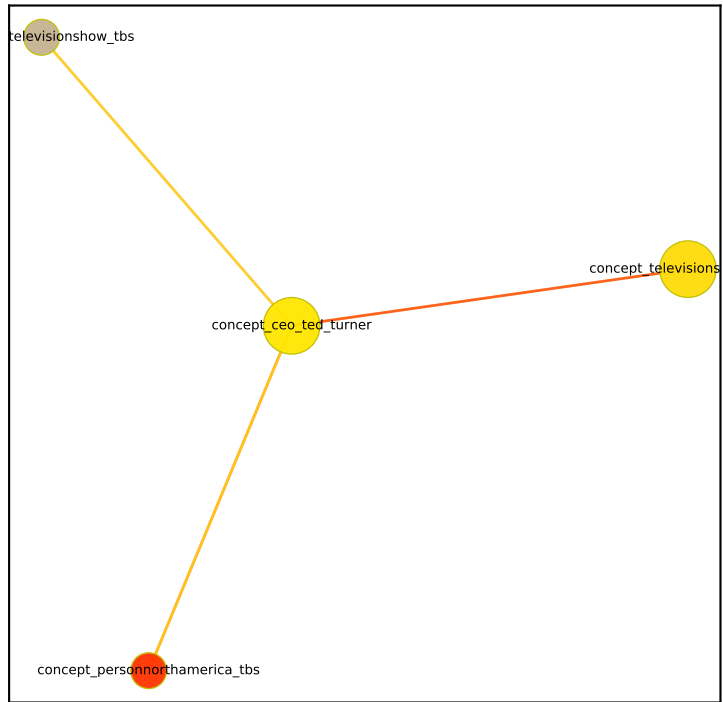 televisionshow_tbs
concept_televisions
concept_ceo_ted_turner
concept_personnorthamerica_tbs